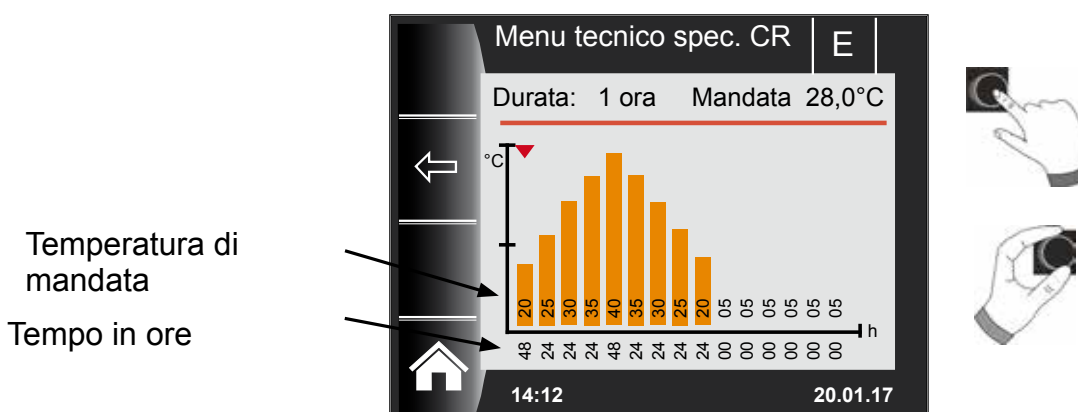 Menu tecnico spec. CR E
Durata: 1 ora Mandata 28,0°C
°C
Temperatura di
mandata
20 25 30 35 40 35 30 25 20 05 05 05 05 05 05
h
Tempo in ore
48 24 24 24 48 24 24 24 24 00 00 00 00 00 00
14:12 20.01.17